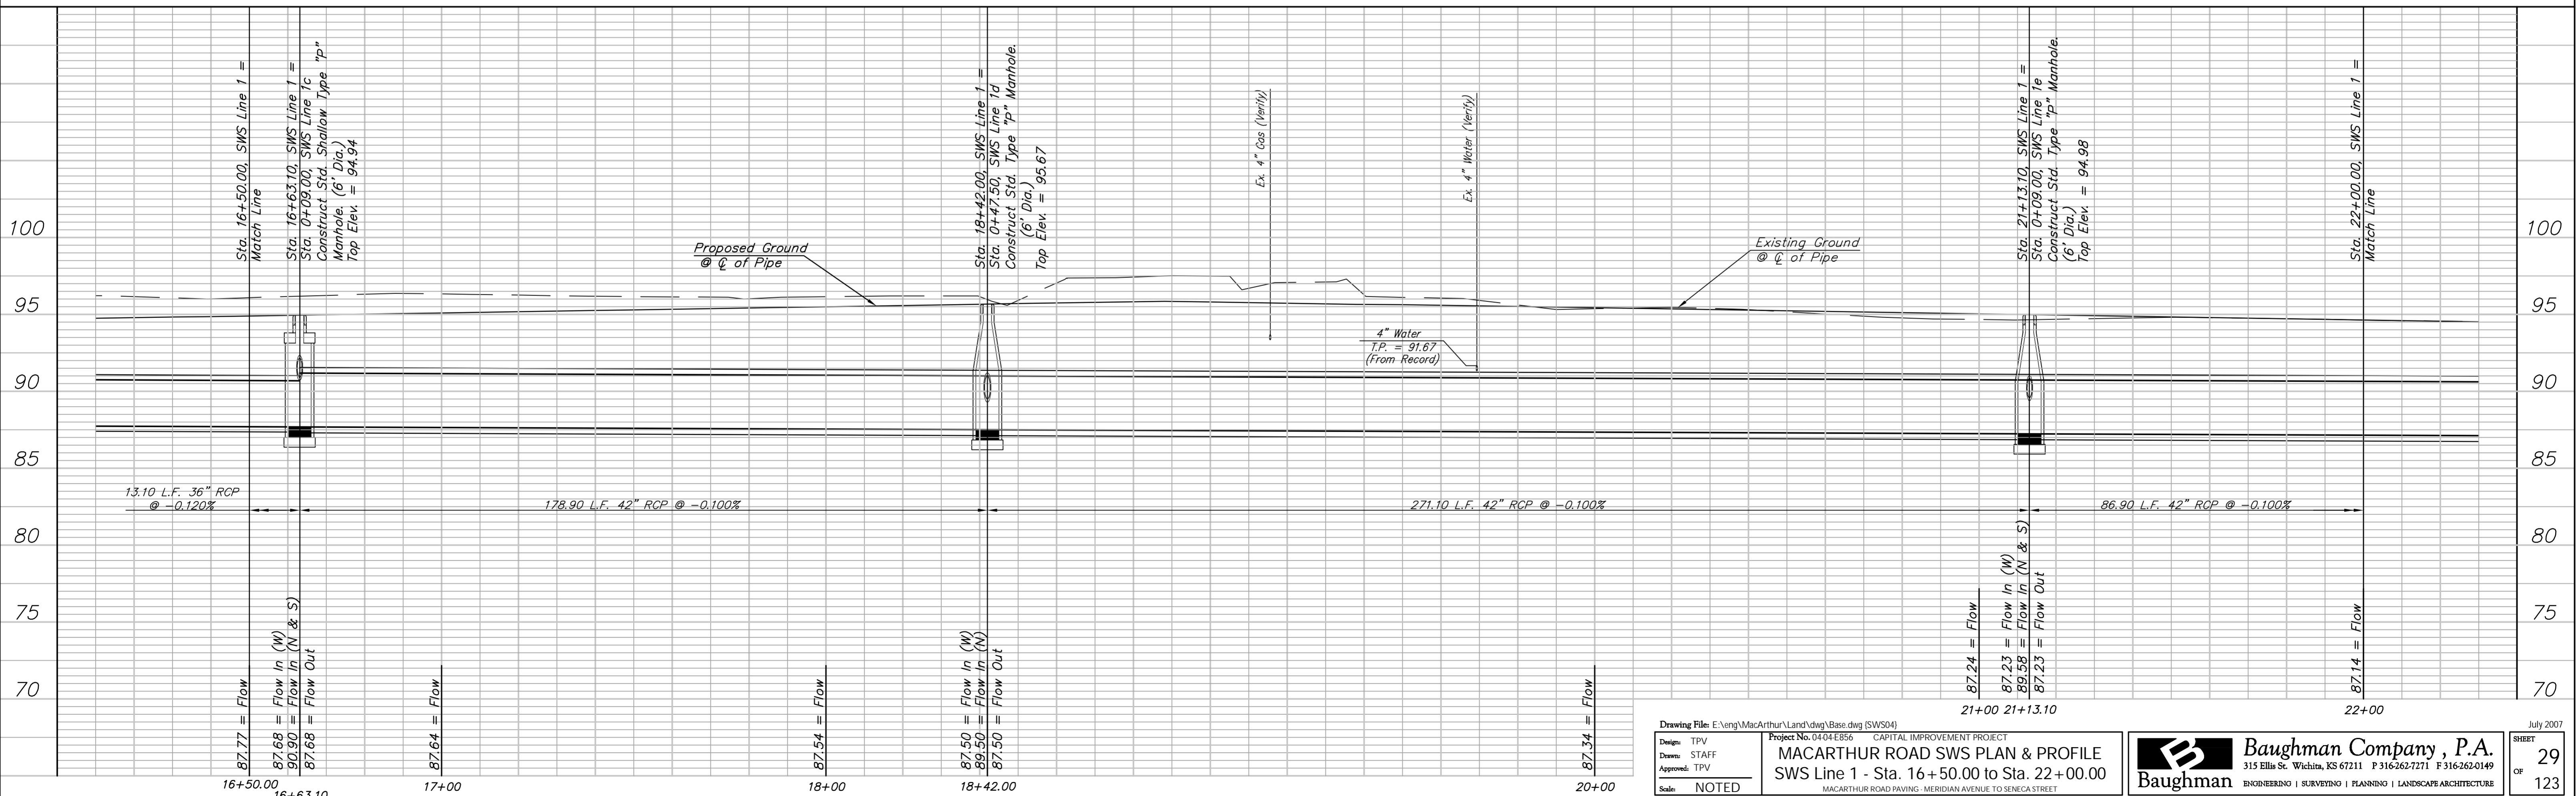 Sta. 16+50.00, SWS Line 1 =
Match Line
Sta. 16+63.10, SWS Line 1 =
Sta. 0+09.00, SWS Line 1c
Construct Std. Shallow Type "P"
Manhole. (6' Dia.)
Top Elev. = 94.94
Sta. 18+42.00, SWS Line 1 =
Sta. 0+47.50, SWS Line 1d
Construct Std. Type "P" Manhole.
(6' Dia.)
Top Elev. = 95.67
Ex. 4" Gas (Verify)
Ex. 4" Water (Verify)
Sta. 21+13.10, SWS Line 1 =
Sta. 0+09.00, SWS Line 1e
Construct Std. Type "P" Manhole.
(6' Dia.)
Top Elev. = 94.98
Sta. 22+00.00, SWS Line 1 =
Match Line
100
95
90
85
80
75
70
100
95
90
85
80
75
70
Proposed Ground
@ ℄ of Pipe
Existing Ground
@ ℄ of Pipe
4" Water
T.P. = 91.67
(From Record)
13.10 L.F. 36" RCP
@ -0.120%
178.90 L.F. 42" RCP @ -0.100%
271.10 L.F. 42" RCP @ -0.100%
86.90 L.F. 42" RCP @ -0.100%
87.77 = Flow
87.68 = Flow In (W)
90.90 = Flow In (N & S)
87.68 = Flow Out
87.64 = Flow
87.54 = Flow
87.50 = Flow In (W)
89.50 = Flow In (N)
87.50 = Flow Out
87.34 = Flow
87.24 = Flow
87.23 = Flow In (W)
89.58 = Flow In (N & S)
87.23 = Flow Out
87.14 = Flow
16+50.00
16+63.10
17+00
18+00
18+42.00
20+00
21+00
21+13.10
22+00
Drawing File: E:\eng\MacArthur\Land\dwg\Base.dwg (SWS04)
July 2007
Design: TPV
Drawn: STAFF
Approved: TPV
Scale: NOTED
Project No. 04-04-E856 CAPITAL IMPROVEMENT PROJECT
MACARTHUR ROAD SWS PLAN & PROFILE
SWS Line 1 - Sta. 16+50.00 to Sta. 22+00.00
MACARTHUR ROAD PAVING - MERIDIAN AVENUE TO SENECA STREET
Baughman
Baughman Company, P.A.
315 Ellis St. Wichita, KS 67211 P 316-262-7271 F 316-262-0149
ENGINEERING | SURVEYING | PLANNING | LANDSCAPE ARCHITECTURE
SHEET
29
OF
123